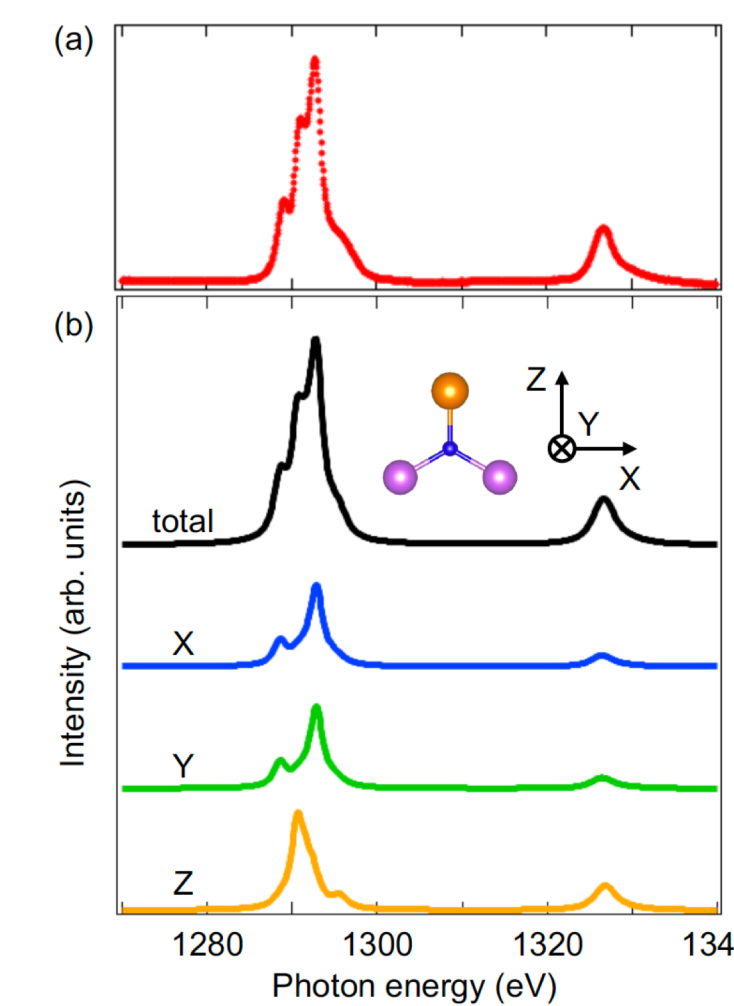 (a)
(b)
Z
Y
X
total
X
Y
Z
Intensity (arb. units)
1280 1300 1320 134
Photon energy (eV)